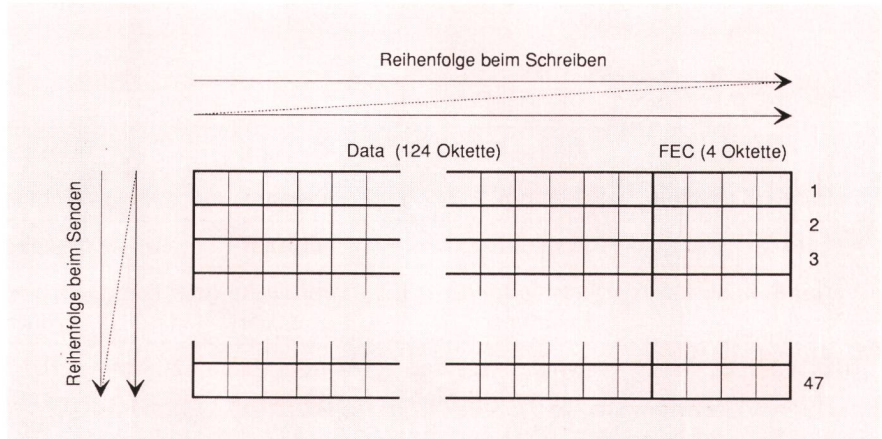 Reihenfolge beim Schreiben
Data (124 Oktette) FEC (4 Oktette)
Reihenfolge beim Senden
1
2
3
47